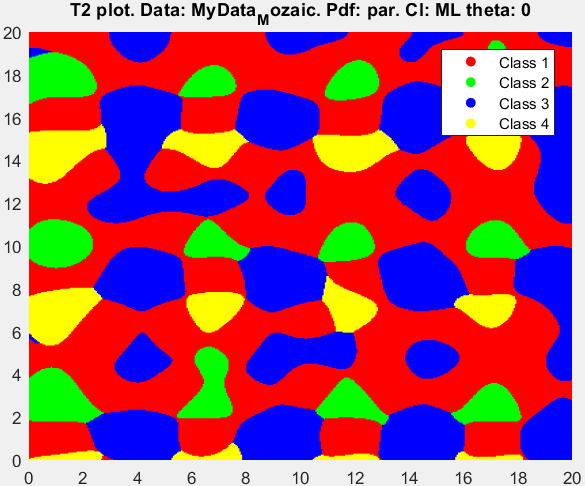 T2 plot. Data: MyData_Mozaic. Pdf: par. Cl: ML theta: 0
20
18
16
14
12
10
8
6
4
2
0
Class 1
Class 2
Class 3
Class 4
0 2 4 6 8 10 12 14 16 18 20